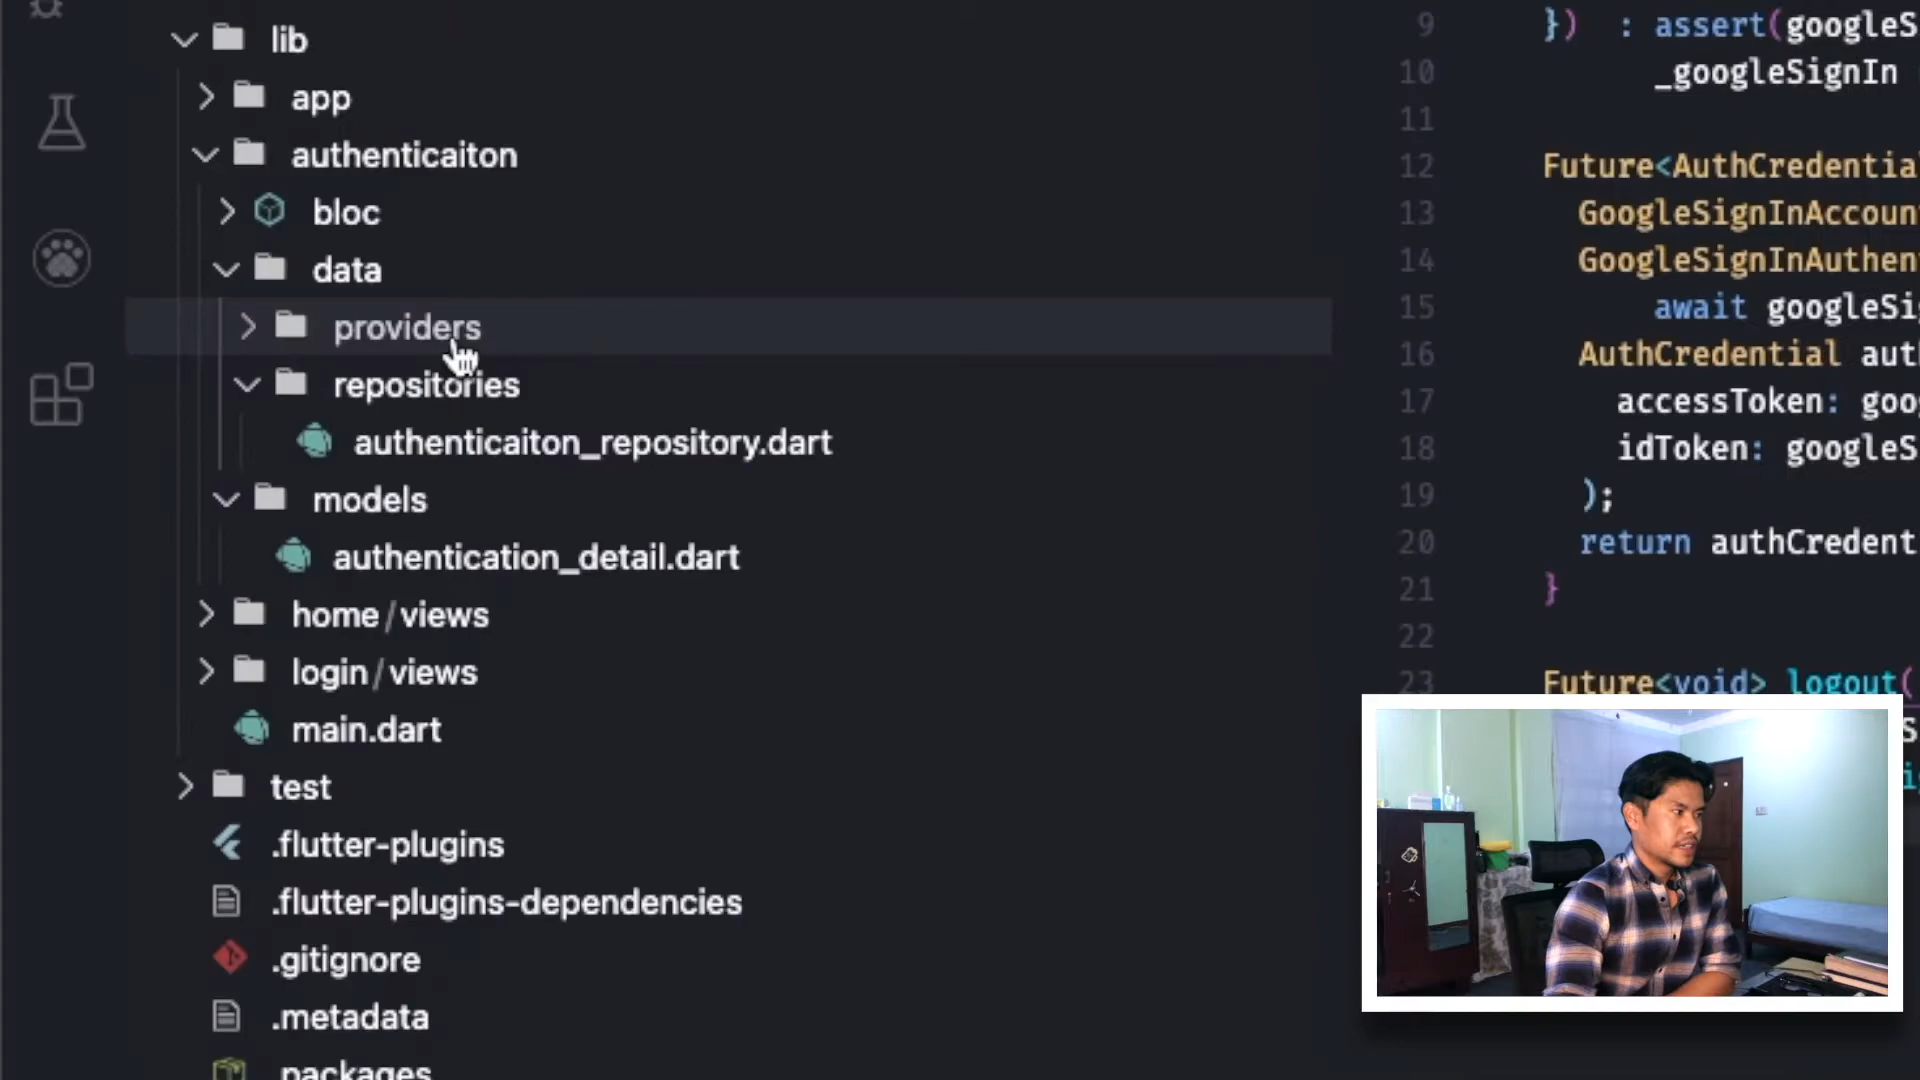 lib
app
authenticaiton
bloc
data
providers
repositories
authenticaiton_repository.dart
models
authentication_detail.dart
home/views
login/views
main.dart
test
.flutter-plugins
.flutter-plugins-dependencies
.gitignore
.metadata
.packages
9 }) : assert(googleS
10 _googleSignIn
11
12 Future<AuthCredential
13 GoogleSignInAccoun
14 GoogleSignInAuthen
15 await googleSi
16 AuthCredential aut
17 accessToken: goo
18 idToken: googleS
19 );
20 return authCredent
21 }
22
23 Future<void> logout(